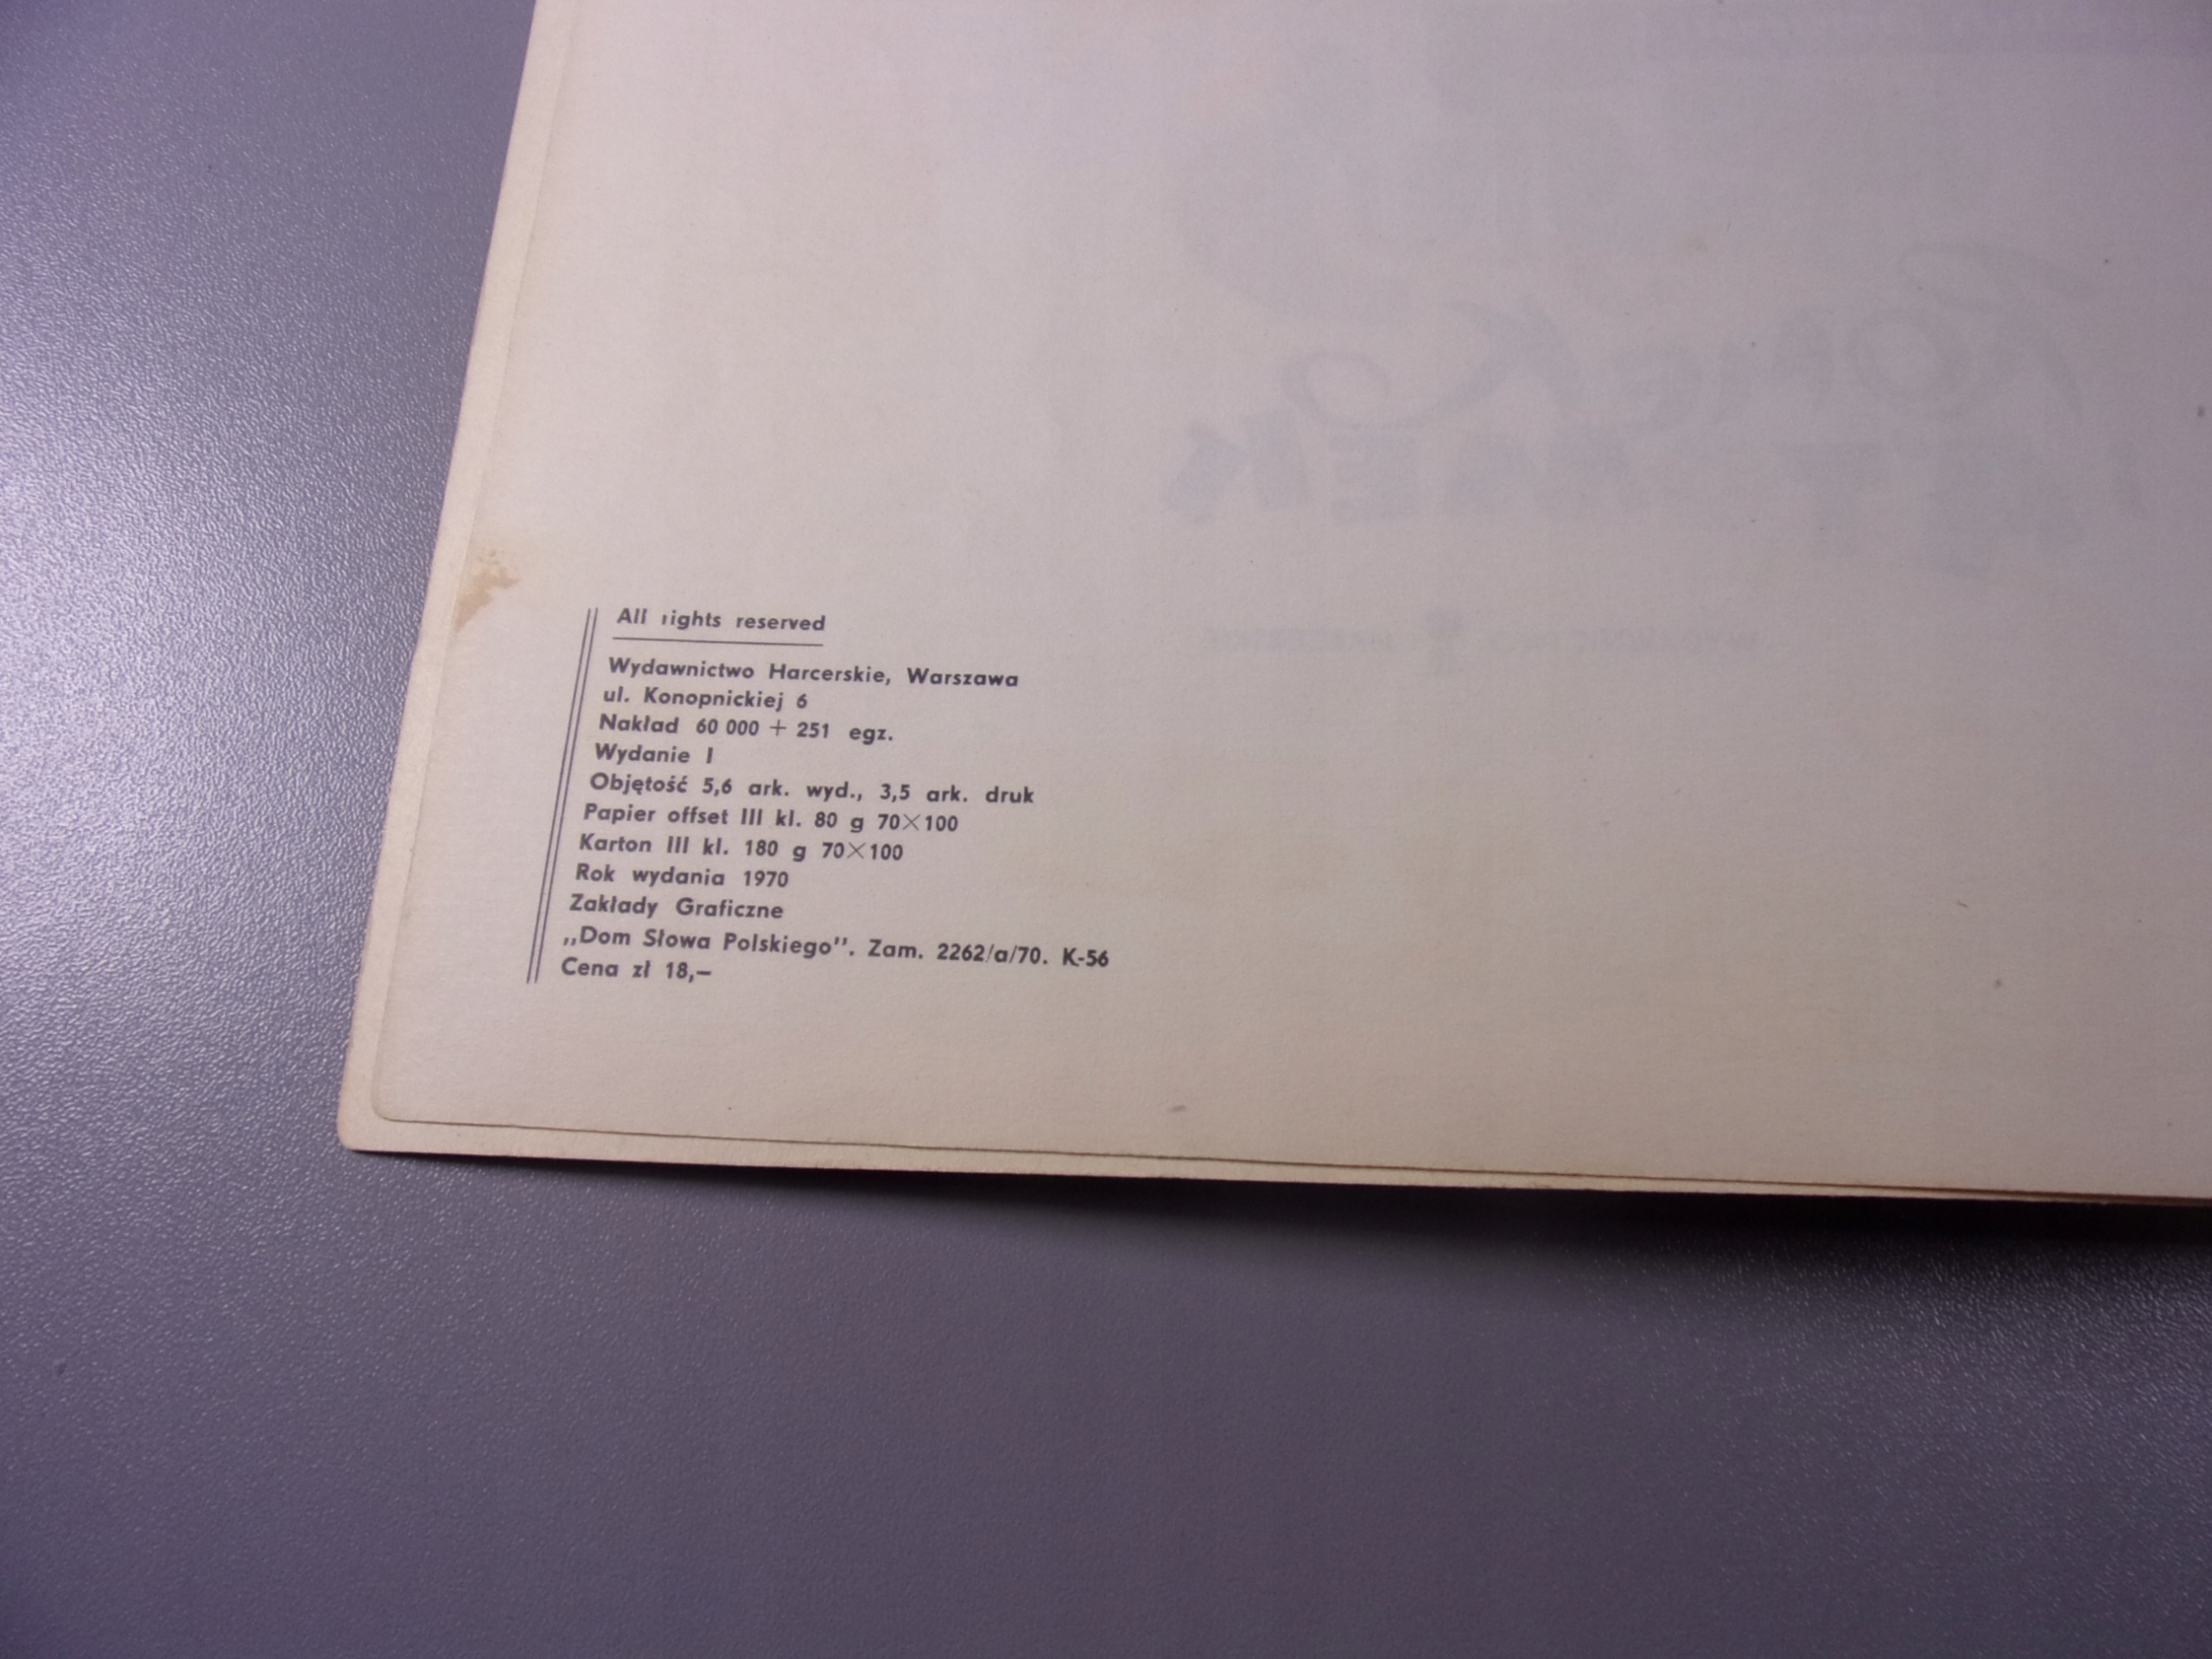 All rights reserved
Wydawnictwo Harcerskie, Warszawa
ul. Konopnickiej 6
Nakład 60 000 + 251 egz.
Wydanie I
Objętość 5,6 ark. wyd., 3,5 ark. druk
Papier offset III kl. 80 g 70×100
Karton III kl. 180 g 70×100
Rok wydania 1970
Zakłady Graficzne
„Dom Słowa Polskiego”. Zam. 2262/a/70. K-56
Cena zł 18,–